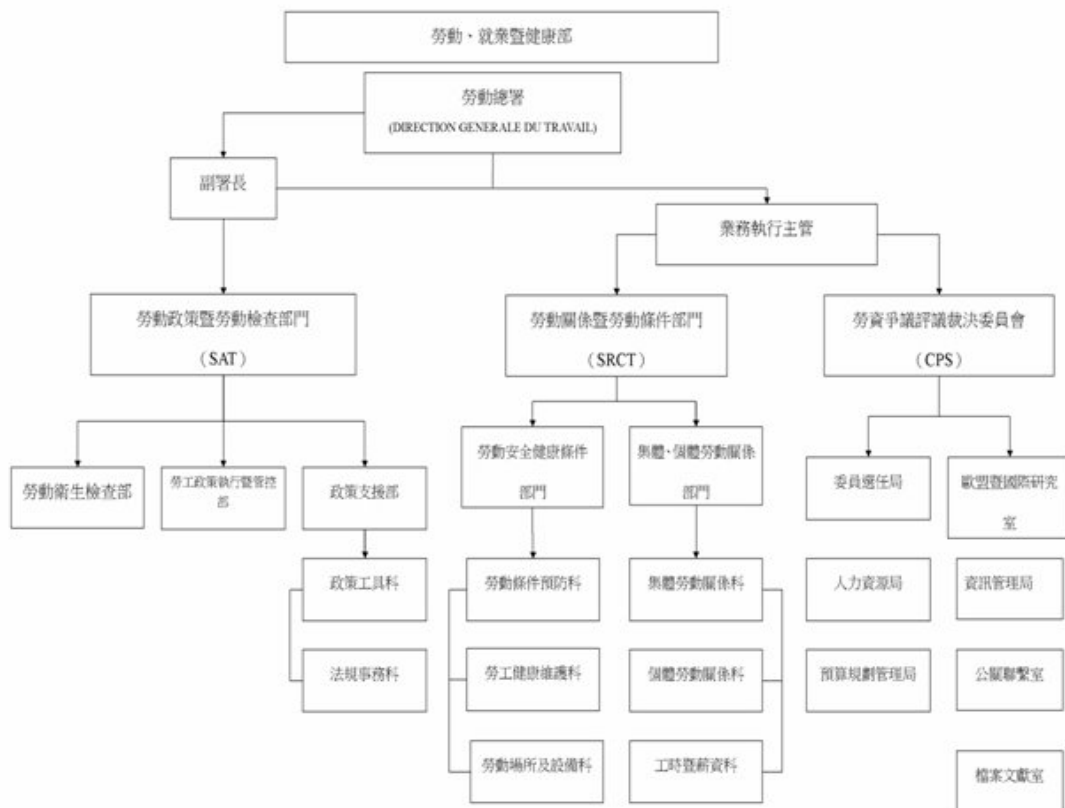 勞動、就業暨健康部
勞動總署
(DIRECTION GENERALE DU TRAVAIL)
副署長
業務執行主管
勞動政策暨勞動檢查部門
（SAT）
勞動關係暨勞動條件部門
（SRCT）
勞資爭議評議裁決委員會
（CPS）
勞動衛生檢查部
勞工政策執行暨管控
部
政策支援部
勞動安全健康條件
部門
集體、個體勞動關係
部門
委員選任局
歐盟暨國際研究
室
政策工具科
勞動條件預防科
集體勞動關係科
人力資源局
資訊管理局
法規事務科
勞工健康維護科
個體勞動關係科
預算規劃管理局
公關聯繫室
勞動場所及設備科
工時暨薪資科
檔案文獻室